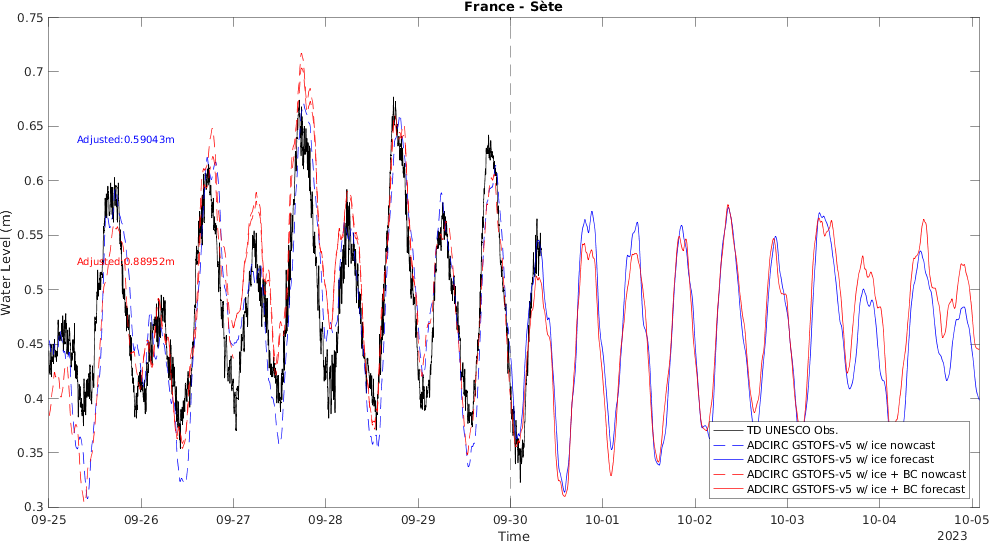 France - Sète
0.75
0.7
0.65
0.6
0.55
0.5
0.45
0.4
0.35
0.3
Water Level (m)
Adjusted:0.59043m
Adjusted:0.88952m
TD UNESCO Obs.
ADCIRC GSTOFS-v5 w/ ice nowcast
ADCIRC GSTOFS-v5 w/ ice forecast
ADCIRC GSTOFS-v5 w/ ice + BC nowcast
ADCIRC GSTOFS-v5 w/ ice + BC forecast
09-25 09-26 09-27 09-28 09-29 09-30 10-01 10-02 10-03 10-04 10-05
Time
2023